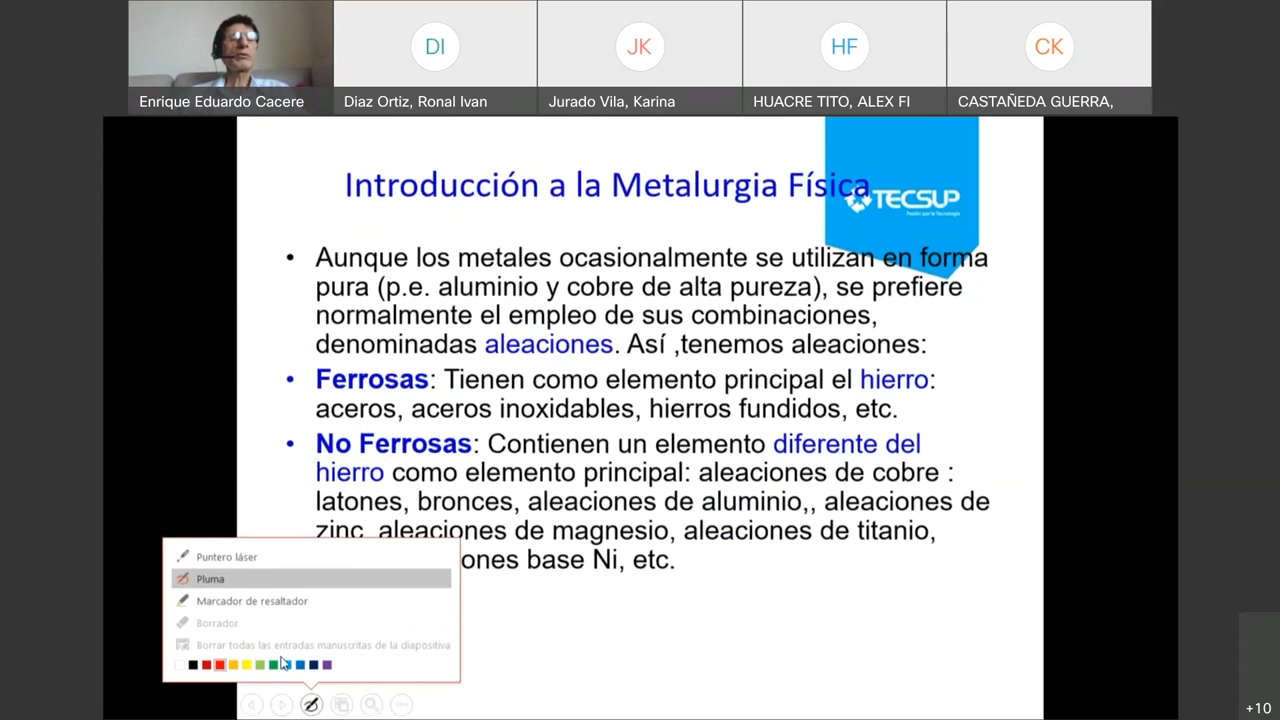 DI
JK
HF
CK
Enrique Eduardo Cacere
Diaz Ortiz, Ronal Ivan
Jurado Vila, Karina
HUACRE TITO, ALEX FI
CASTAÑEDA GUERRA,
Introducción a la Metalurgia Física
TECSUP
Pasión por la Tecnología
• Aunque los metales ocasionalmente se utilizan en forma
pura (p.e. aluminio y cobre de alta pureza), se prefiere
normalmente el empleo de sus combinaciones,
denominadas aleaciones. Así ,tenemos aleaciones:
• Ferrosas: Tienen como elemento principal el hierro:
aceros, aceros inoxidables, hierros fundidos, etc.
• No Ferrosas: Contienen un elemento diferente del
hierro como elemento principal: aleaciones de cobre :
latones, bronces, aleaciones de aluminio,, aleaciones de
zinc, aleaciones de magnesio, aleaciones de titanio,
ones base Ni, etc.
Puntero láser
Pluma
Marcador de resaltador
Borrador
Borrar todas las entradas manuscritas de la diapositiva
+10